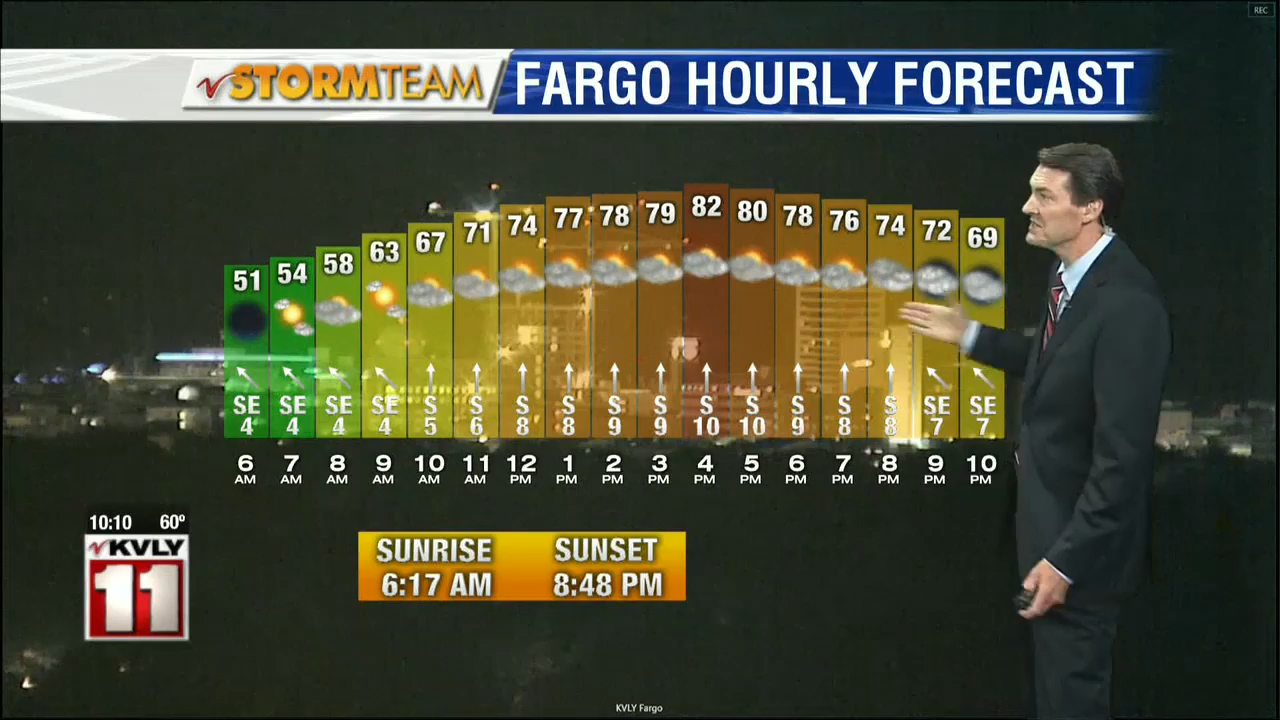 REC
STORMTEAM FARGO HOURLY FORECAST
51 54 58 63 67 71 74 77 78 79 82 80 78 76 74 72 69
SE SE SE SE S S S S S S S S S S S SE SE
4 4 4 4 5 6 8 8 9 9 10 10 9 8 8 7 7
6 7 8 9 10 11 12 1 2 3 4 5 6 7 8 9 10
AM AM AM AM AM AM PM PM PM PM PM PM PM PM PM PM PM
10:10 60º
KVLY
11
SUNRISE SUNSET
6:17 AM 8:48 PM
KVLY Fargo